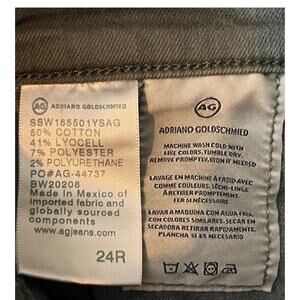 AG ADRIANO GOLDSCHMIED
SSW185501YSAG
50% COTTON
41% LYOCELL
7% POLYESTER
2% POLYURETHANE
PO#AG-44737
BW20208
Made in Mexico of
imported fabric and
globally sourced
components
www.agjeans.com
24R
AG
ADRIANO GOLDSCHMIED
MACHINE WASH COLD WITH
LIKE COLORS. TUMBLE DRY.
REMOVE PROMPTLY. IRON IF NEEDED.
LAVAGE EN MACHINE À FROID AVEC
COMME COULEURS. SÈCHE-LINGE
FER SI NÉCESSAIRE
LAVAR A MAQUINA CON AGUA FRIA.
CON COLORES SIMILARES. SECAR EN
SECADORA RETIRAR RAPIDAMENTE.
PLANCHA SI ES NECESARIO